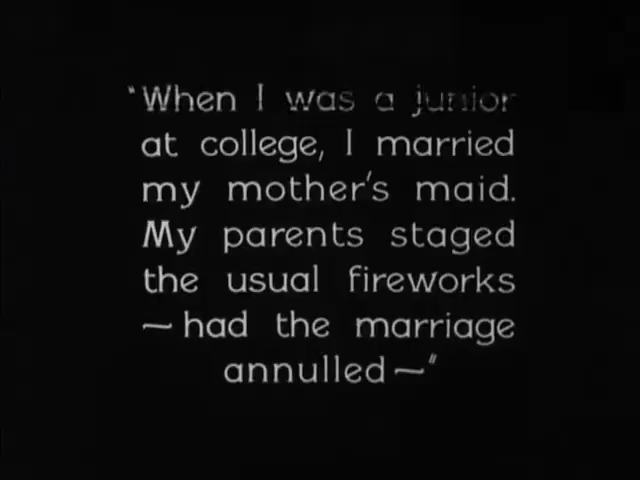 "When I was a junior
at college, I married
my mother's maid.
My parents staged
the usual fireworks
—had the marriage
annulled—"